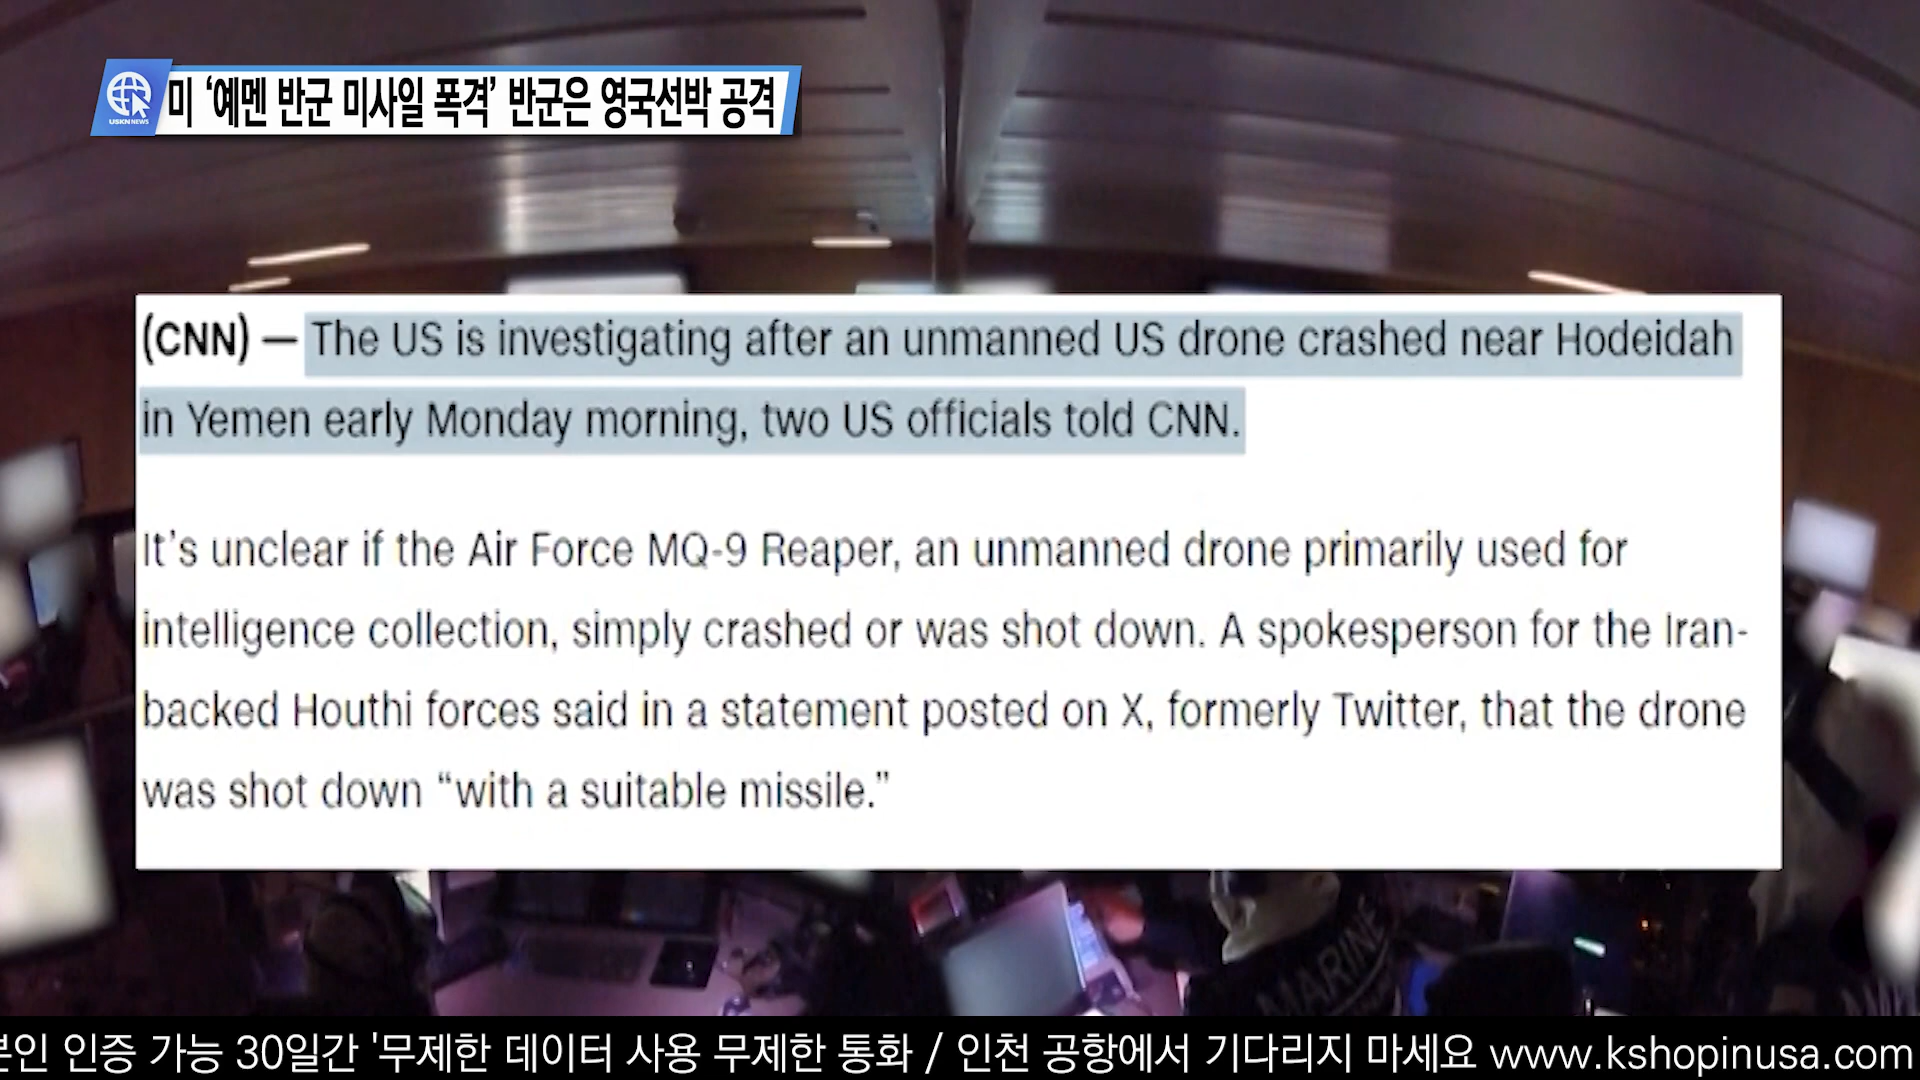 미 ‘예멘 반군 미사일 폭격’ 반군은 영국선박 공격
USKN NEWS
(CNN) — The US is investigating after an unmanned US drone crashed near Hodeidah
in Yemen early Monday morning, two US officials told CNN.
It’s unclear if the Air Force MQ-9 Reaper, an unmanned drone primarily used for
intelligence collection, simply crashed or was shot down. A spokesperson for the Iran-
backed Houthi forces said in a statement posted on X, formerly Twitter, that the drone
was shot down “with a suitable missile.”
MARINE
본인 인증 가능 30일간 '무제한 데이터 사용 무제한 통화 / 인천 공항에서 기다리지 마세요 www.kshopinusa.com